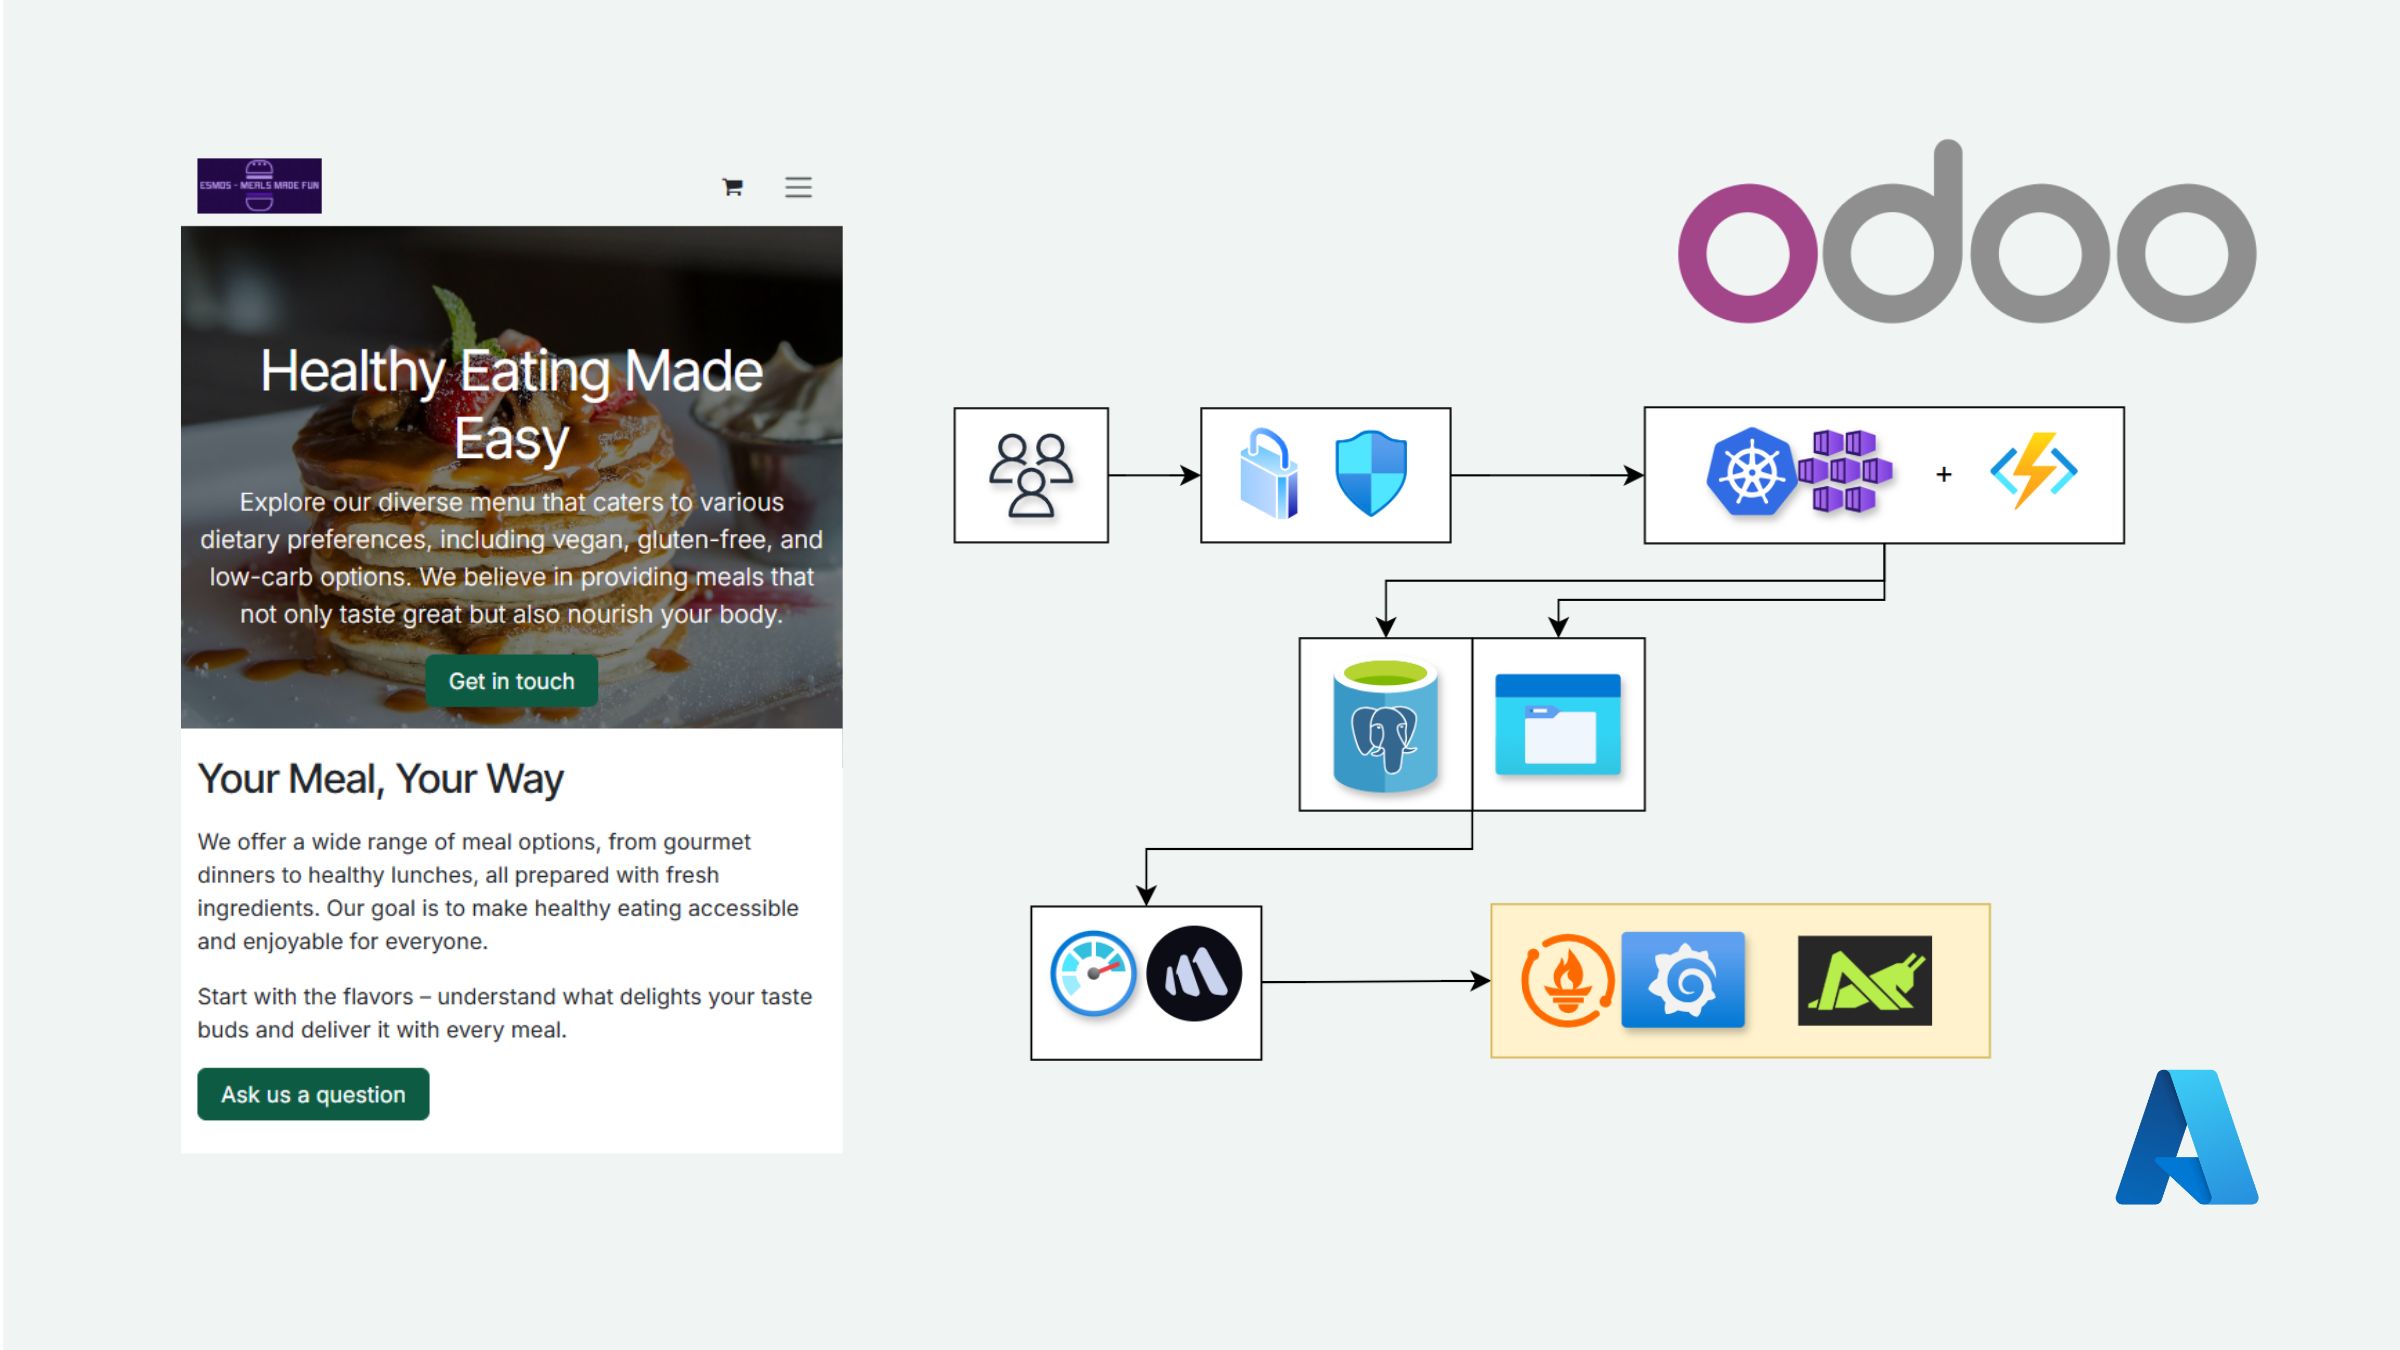 ESMOS - MEALS MADE FUN
Healthy Eating Made
Easy
Explore our diverse menu that caters to various
dietary preferences, including vegan, gluten-free, and
low-carb options. We believe in providing meals that
not only taste great but also nourish your body.
Get in touch
Your Meal, Your Way
We offer a wide range of meal options, from gourmet
dinners to healthy lunches, all prepared with fresh
ingredients. Our goal is to make healthy eating accessible
and enjoyable for everyone.
Start with the flavors – understand what delights your taste
buds and deliver it with every meal.
Ask us a question
odoo
+